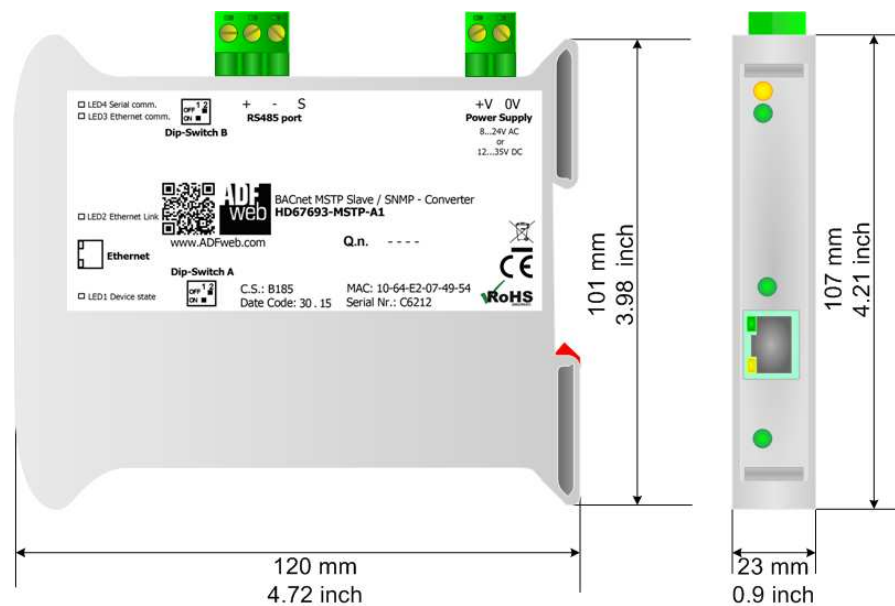 LED4 Serial comm.
LED3 Ethernet comm.
OFF 1 2
ON
Dip-Switch B
+ - S
RS485 port
+V 0V
Power Supply
8...24V AC
or
12...35V DC
LED2 Ethernet Link
ADF
web
www.ADFweb.com
BACnet MSTP Slave / SNMP - Converter
HD67693-MSTP-A1
Q.n. - - - -
Ethernet
Dip-Switch A
OFF 1 2
ON
LED1 Device state
C.S.: B185
Date Code: 30 . 15
MAC: 10-64-E2-07-49-54
Serial Nr.: C6212
CE
RoHS
101 mm
3.98 inch
107 mm
4.21 inch
120 mm
4.72 inch
23 mm
0.9 inch